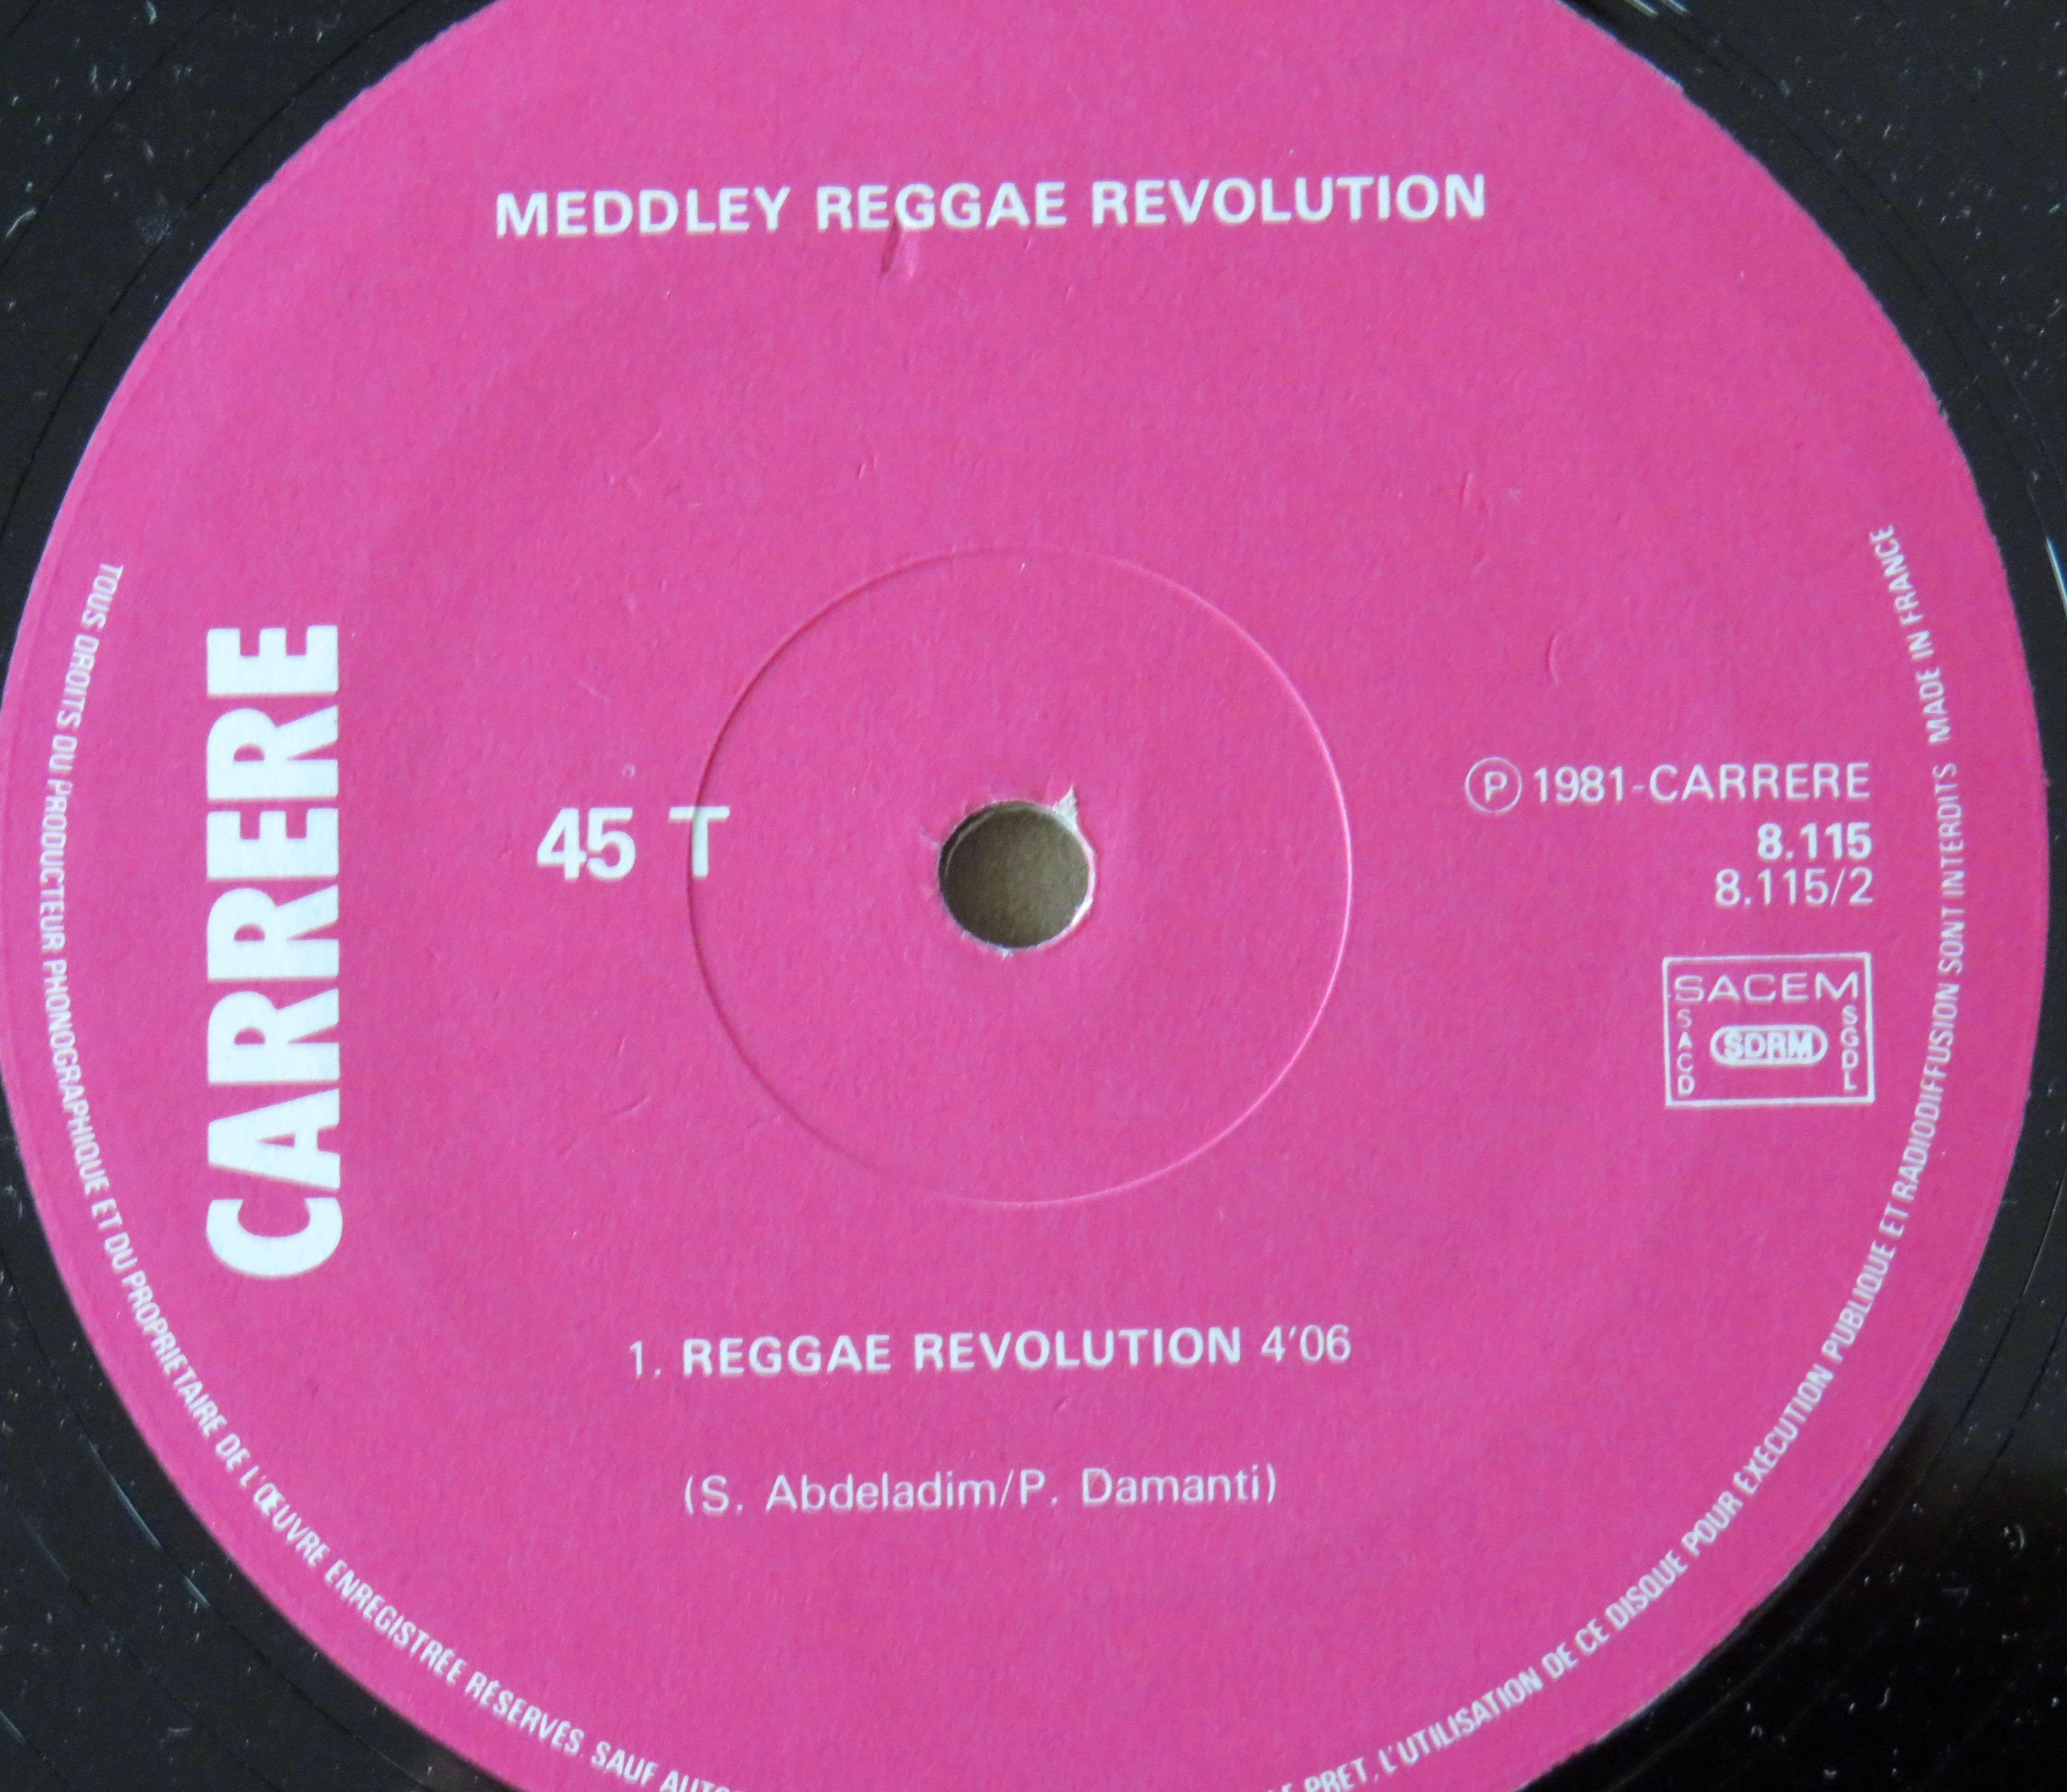 MEDDLEY REGGAE REVOLUTION
CARRERE
45 T
Ⓟ 1981-CARRERE
8.115
8.115/2
SACEM
SACD
SDRM
SGDL
1. REGGAE REVOLUTION 4'06
(S. Abdeladim/P. Damanti)
TOUS DROITS DU PRODUCTEUR PHONOGRAPHIQUE ET DU PROPRIETAIRE DE L'ŒUVRE ENREGISTRÉE RÉSERVÉS. SAUF
PRET, L'UTILISATION DE CE DISQUE POUR EXÉCUTION PUBLIQUE ET RADIODIFFUSION SONT INTERDITS MADE IN FRANCE